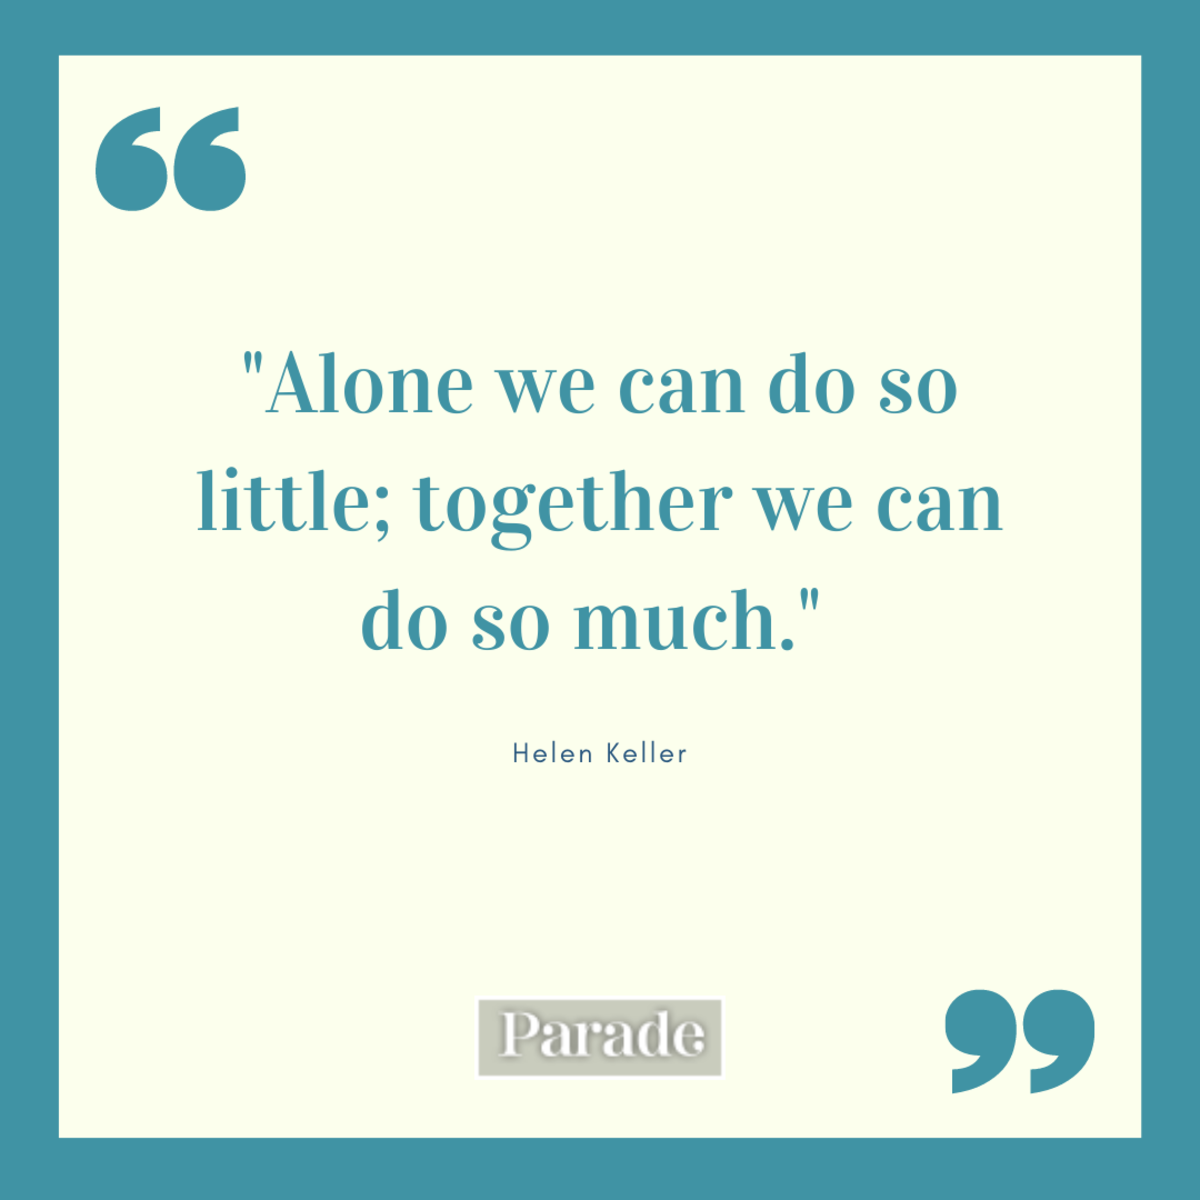 "Alone we can do so
little; together we can
do so much."
Helen Keller
Parade